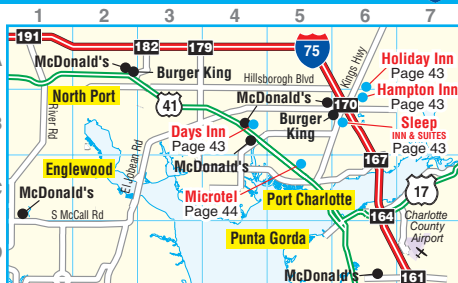 1 2 3 4 5 6 7
191
182
179
75
Kings Hwy
Holiday Inn
Page 43
McDonald's
Burger King
Hillsborogh Blvd
Hampton Inn
Page 43
North Port
41
McDonald's
170
Burger
King
Sleep
INN & SUITES
Page 43
River Rd
Days Inn
Page 43
McDonald's
167
Englewood
El Jobean Rd
McDonald's
Microtel
Page 44
Port Charlotte
17
S McCall Rd
164
Charlotte
County
Airport
Punta Gorda
McDonald's
161